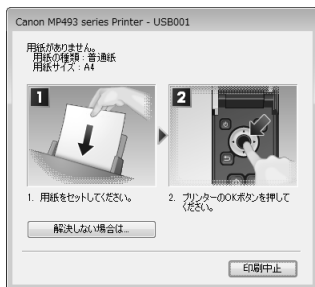 Canon MP493 series Printer - USB001
用紙がありません。
用紙の種類 : 普通紙
用紙サイズ : A4
1
2
1. 用紙をセットしてください。
2. プリンターのOKボタンを押して
ください。
解決しない場合は...
印刷中止